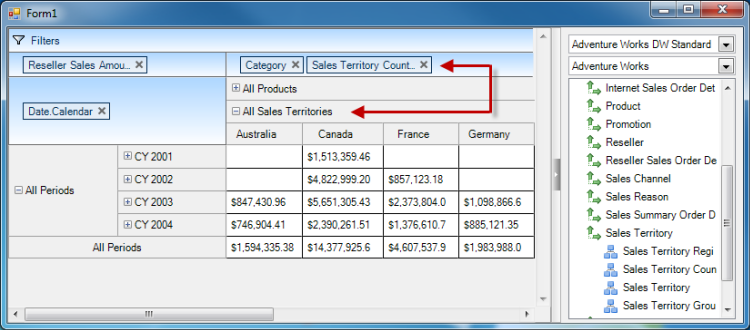 Form1
Filters
Reseller Sales Amou...
Category Sales Territory Count...
Date.Calendar
All Products
All Sales Territories
Australia Canada France Germany
All Periods
CY 2001 $1,513,359.46
CY 2002 $4,822,999.20 $857,123.18
CY 2003 $847,430.96 $5,651,305.43 $2,373,804.0 $1,098,866.6
CY 2004 $746,904.41 $2,390,261.51 $1,376,610.7 $885,121.35
All Periods $1,594,335.38 $14,377,925.6 $4,607,537.9 $1,983,988.0
Adventure Works DW Standard
Adventure Works
Internet Sales Order Det
Product
Promotion
Reseller
Reseller Sales Order De
Sales Channel
Sales Reason
Sales Summary Order D
Sales Territory
Sales Territory Regi
Sales Territory Coun
Sales Territory
Sales Territory Grou